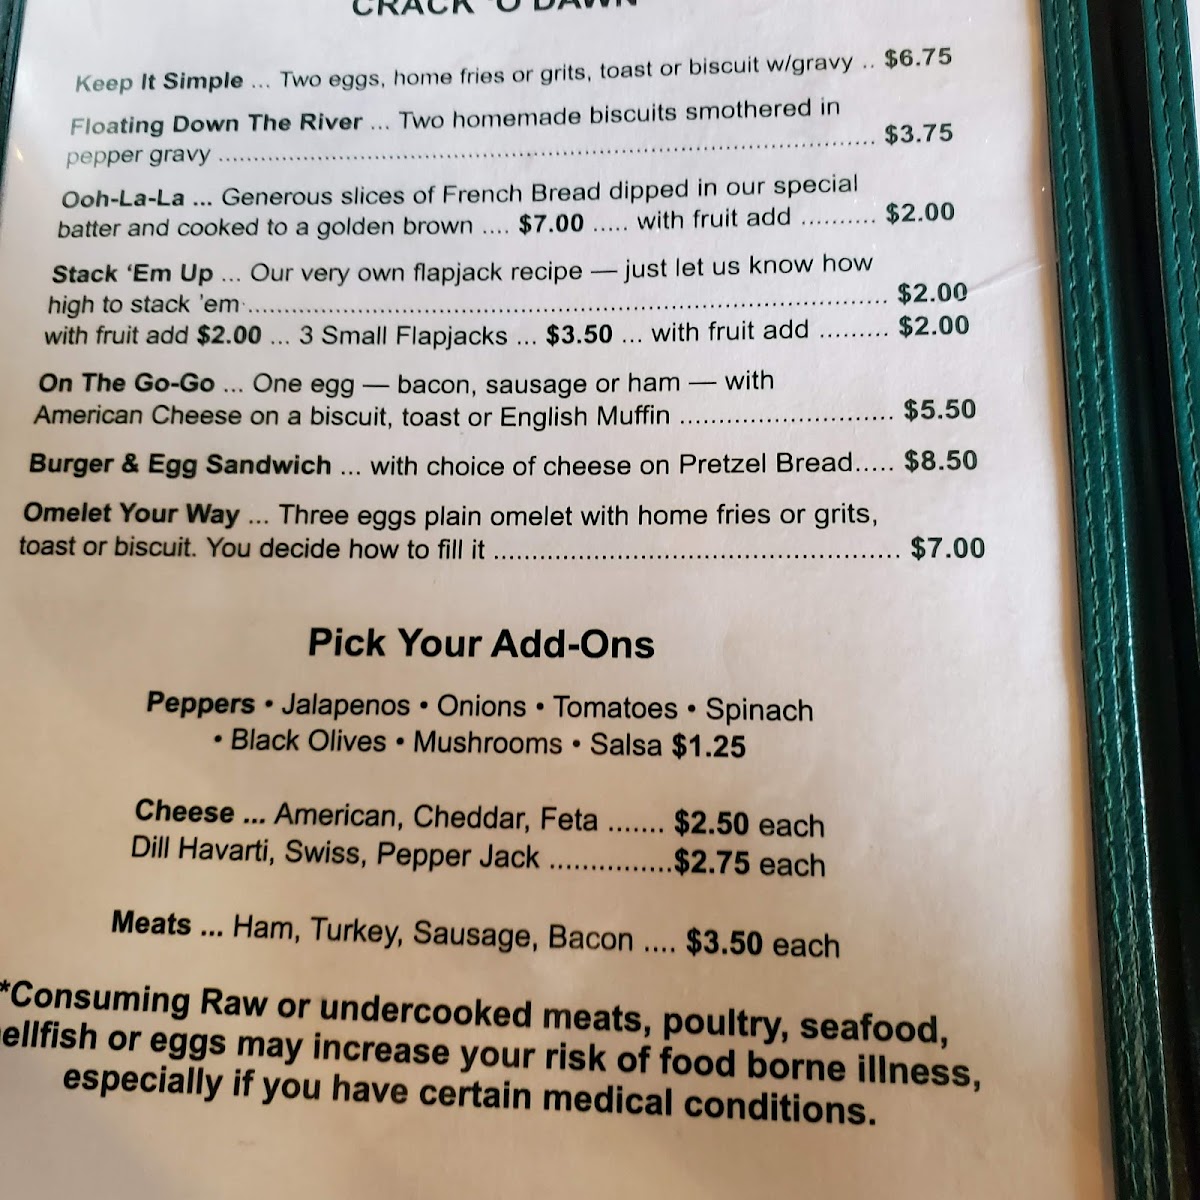 CRACK 'O DAWN
Keep It Simple ... Two eggs, home fries or grits, toast or biscuit w/gravy .. $6.75
Floating Down The River ... Two homemade biscuits smothered in
pepper gravy ........................................................................ $3.75
Ooh-La-La ... Generous slices of French Bread dipped in our special
batter and cooked to a golden brown .... $7.00 ..... with fruit add .......... $2.00
Stack ‘Em Up ... Our very own flapjack recipe — just let us know how
high to stack ’em ........................................................................ $2.00
with fruit add $2.00 ... 3 Small Flapjacks ... $3.50 ... with fruit add ......... $2.00
On The Go-Go ... One egg — bacon, sausage or ham — with
American Cheese on a biscuit, toast or English Muffin ........................ $5.50
Burger & Egg Sandwich ... with choice of cheese on Pretzel Bread..... $8.50
Omelet Your Way ... Three eggs plain omelet with home fries or grits,
toast or biscuit. You decide how to fill it .............................................. $7.00
Pick Your Add-Ons
Peppers • Jalapenos • Onions • Tomatoes • Spinach
• Black Olives • Mushrooms • Salsa $1.25
Cheese ... American, Cheddar, Feta ....... $2.50 each
Dill Havarti, Swiss, Pepper Jack ...............$2.75 each
Meats ... Ham, Turkey, Sausage, Bacon .... $3.50 each
*Consuming Raw or undercooked meats, poultry, seafood,
ellfish or eggs may increase your risk of food borne illness,
especially if you have certain medical conditions.